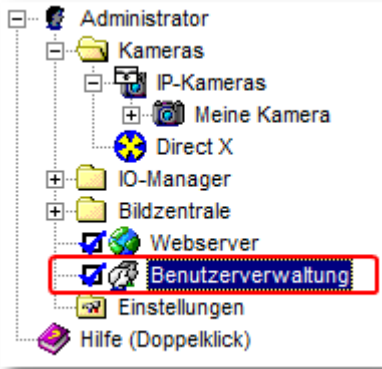 Administrator
Kameras
IP-Kameras
Meine Kamera
Direct X
IO-Manager
Bildzentrale
Webserver
Benutzerverwaltung
Einstellungen
Hilfe (Doppelklick)